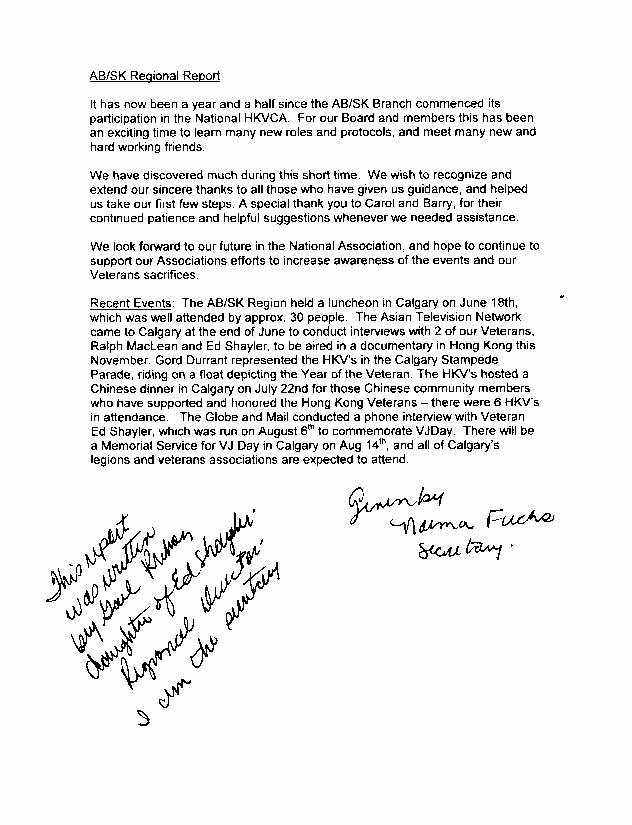 AB/SK Regional Report
It has now been a year and a half since the AB/SK Branch commenced its
participation in the National HKVCA. For our Board and members this has been
an exciting time to learn many new roles and protocols, and meet many new and
hard working friends.
We have discovered much during this short time. We wish to recognize and
extend our sincere thanks to all those who have given us guidance, and helped
us take our first few steps. A special thank you to Carol and Barry, for their
continued patience and helpful suggestions whenever we needed assistance.
We look forward to our future in the National Association, and hope to continue to
support our Associations efforts to increase awareness of the events and our
Veterans sacrifices.
Recent Events: The AB/SK Region held a luncheon in Calgary on June 18th,
which was well attended by approx. 30 people. The Asian Television Network
came to Calgary at the end of June to conduct interviews with 2 of our Veterans,
Ralph MacLean and Ed Shayler, to be aired in a documentary in Hong Kong this
November. Gord Durrant represented the HKV's in the Calgary Stampede
Parade, riding on a float depicting the Year of the Veteran. The HKV's hosted a
Chinese dinner in Calgary on July 22nd for those Chinese community members
who have supported and honored the Hong Kong Veterans – there were 6 HKV's
in attendance. The Globe and Mail conducted a phone interview with Veteran
Ed Shayler, which was run on August 6th to commemorate VJDay. There will be
a Memorial Service for VJ Day in Calgary on Aug 14th, and all of Calgary's
legions and veterans associations are expected to attend.
Given by
Norma Fuchs
Secretary.
This report
was written
by Gail
daughter of Ed Shayler
Regional Director
I am the